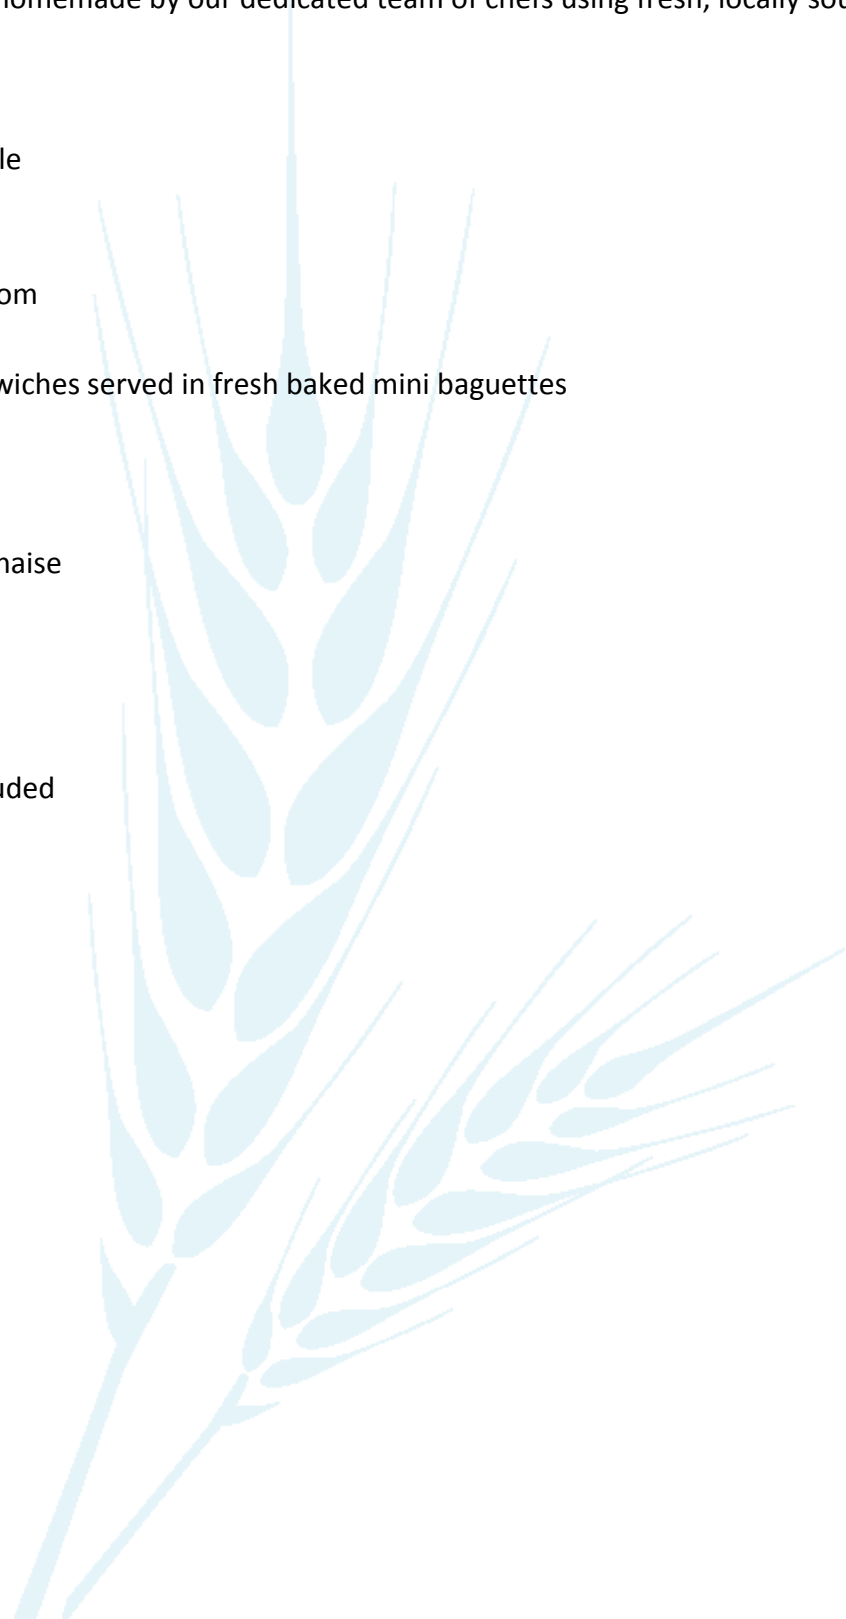 homemade by our dedicated team of chefs using fresh, locally sou
le
om
wiches served in fresh baked mini baguettes
naise
uded